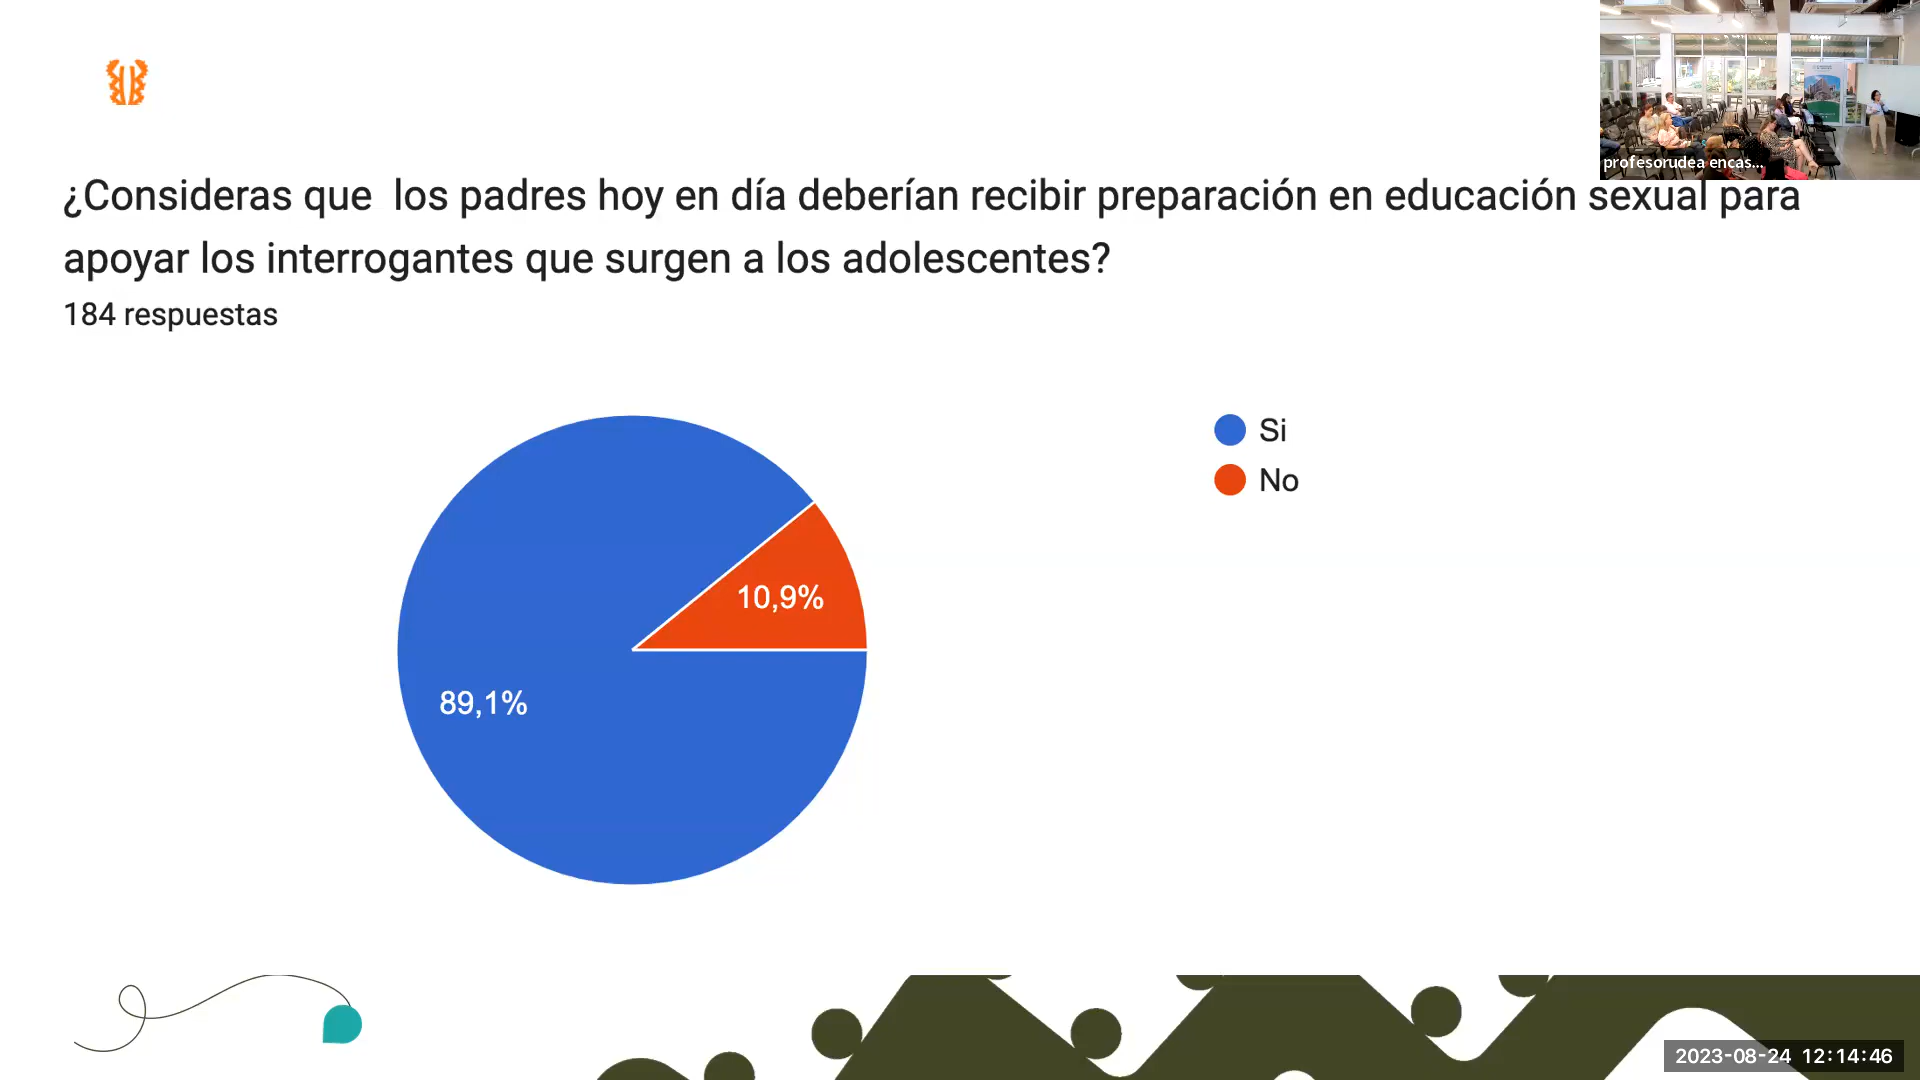 profesorudea encas...
¿Consideras que los padres hoy en día deberían recibir preparación en educación sexual para
apoyar los interrogantes que surgen a los adolescentes?
184 respuestas
Si
No
10,9%
89,1%
2023-08-24 12:14:46